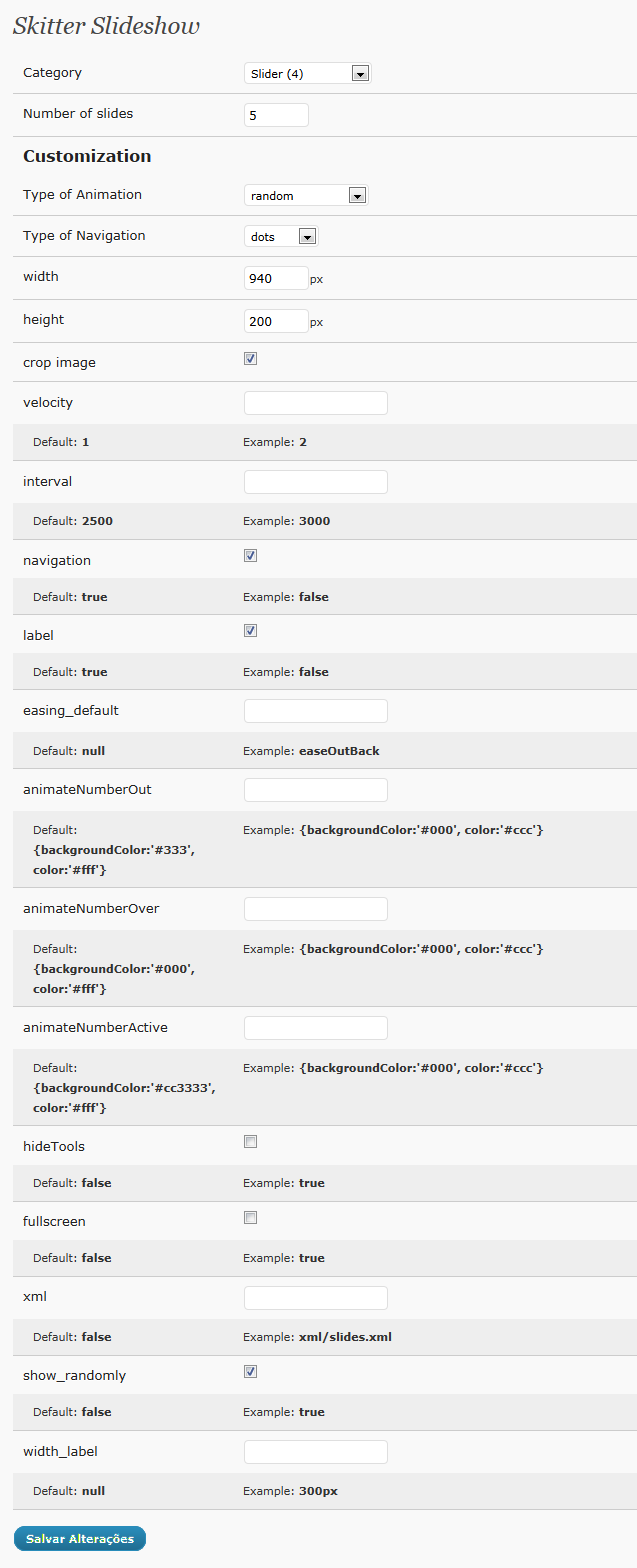 Skitter Slideshow
Category Slider (4)
Number of slides 5
Customization
Type of Animation random
Type of Navigation dots
width 940 px
height 200 px
crop image
velocity
Default: 1 Example: 2
interval
Default: 2500 Example: 3000
navigation
Default: true Example: false
label
Default: true Example: false
easing_default
Default: null Example: easeOutBack
animateNumberOut
Default: Example: {backgroundColor:'#000', color:'#ccc'}
{backgroundColor:'#333',
color:'#fff'}
animateNumberOver
Default: Example: {backgroundColor:'#000', color:'#ccc'}
{backgroundColor:'#000',
color:'#fff'}
animateNumberActive
Default: Example: {backgroundColor:'#000', color:'#ccc'}
{backgroundColor:'#cc3333',
color:'#fff'}
hideTools
Default: false Example: true
fullscreen
Default: false Example: true
xml
Default: false Example: xml/slides.xml
show_randomly
Default: false Example: true
width_label
Default: null Example: 300px
Salvar Alterações